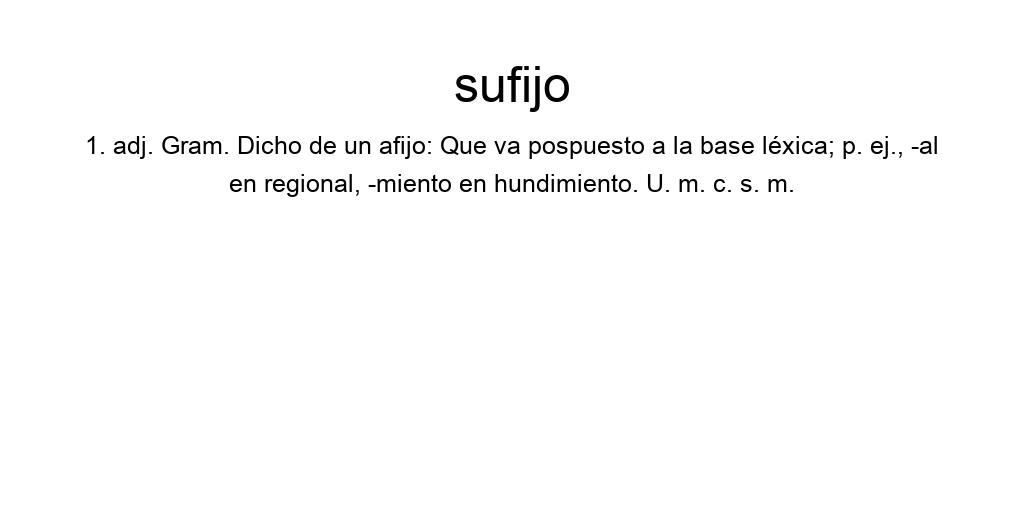 sufijo
1. adj. Gram. Dicho de un afijo: Que va pospuesto a la base léxica; p. ej., -al
en regional, -miento en hundimiento. U. m. c. s. m.